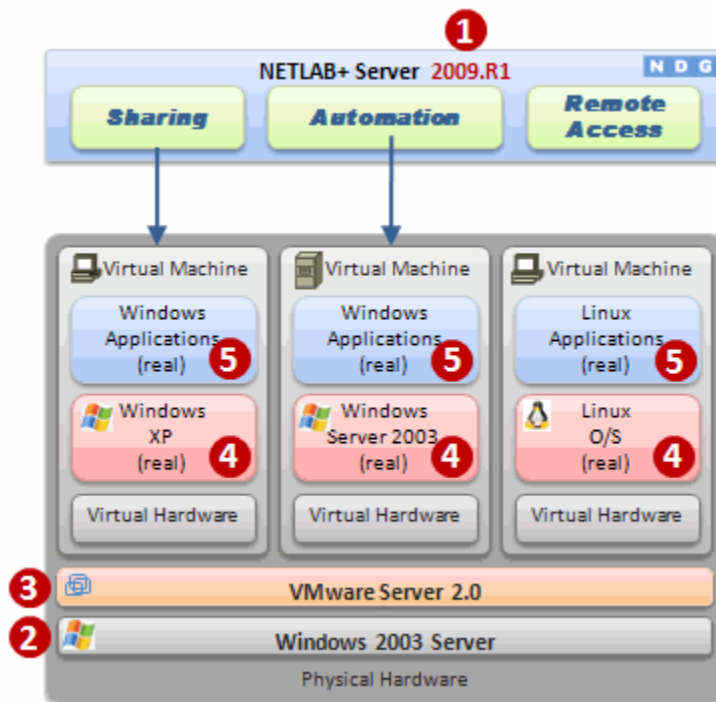 1
NETLAB+ Server 2009.R1
N D G
Sharing
Automation
Remote
Access
Virtual Machine
Windows
Applications
(real)
5
Windows
XP
(real)
4
Virtual Hardware
Virtual Machine
Windows
Applications
(real)
5
Windows
Server 2003
(real)
4
Virtual Hardware
Virtual Machine
Linux
Applications
(real)
5
Linux
O/S
(real)
4
Virtual Hardware
3
VMware Server 2.0
2
Windows 2003 Server
Physical Hardware